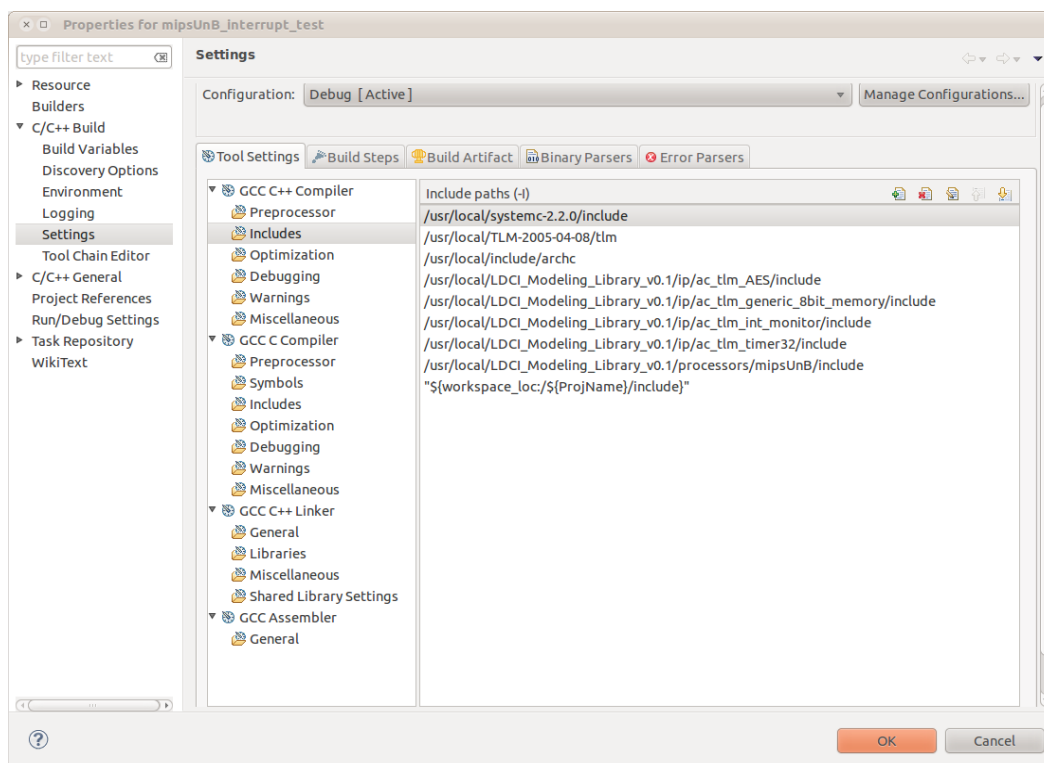 Properties for mipsUnB_interrupt_test
type filter text
Resource
Builders
C/C++ Build
Build Variables
Discovery Options
Environment
Logging
Settings
Tool Chain Editor
C/C++ General
Project References
Run/Debug Settings
Task Repository
WikiText
Settings
Configuration: Debug [ Active ]
Manage Configurations...
Tool Settings Build Steps Build Artifact Binary Parsers Error Parsers
GCC C++ Compiler
Preprocessor
Includes
Optimization
Debugging
Warnings
Miscellaneous
GCC C Compiler
Preprocessor
Symbols
Includes
Optimization
Debugging
Warnings
Miscellaneous
GCC C++ Linker
General
Libraries
Miscellaneous
Shared Library Settings
GCC Assembler
General
Include paths (-I)
/usr/local/systemc-2.2.0/include
/usr/local/TLM-2005-04-08/tlm
/usr/local/include/archc
/usr/local/LDCI_Modeling_Library_v0.1/ip/ac_tlm_AES/include
/usr/local/LDCI_Modeling_Library_v0.1/ip/ac_tlm_generic_8bit_memory/include
/usr/local/LDCI_Modeling_Library_v0.1/ip/ac_tlm_int_monitor/include
/usr/local/LDCI_Modeling_Library_v0.1/ip/ac_tlm_timer32/include
/usr/local/LDCI_Modeling_Library_v0.1/processors/mipsUnB/include
"${workspace_loc:/${ProjName}/include}"
OK
Cancel